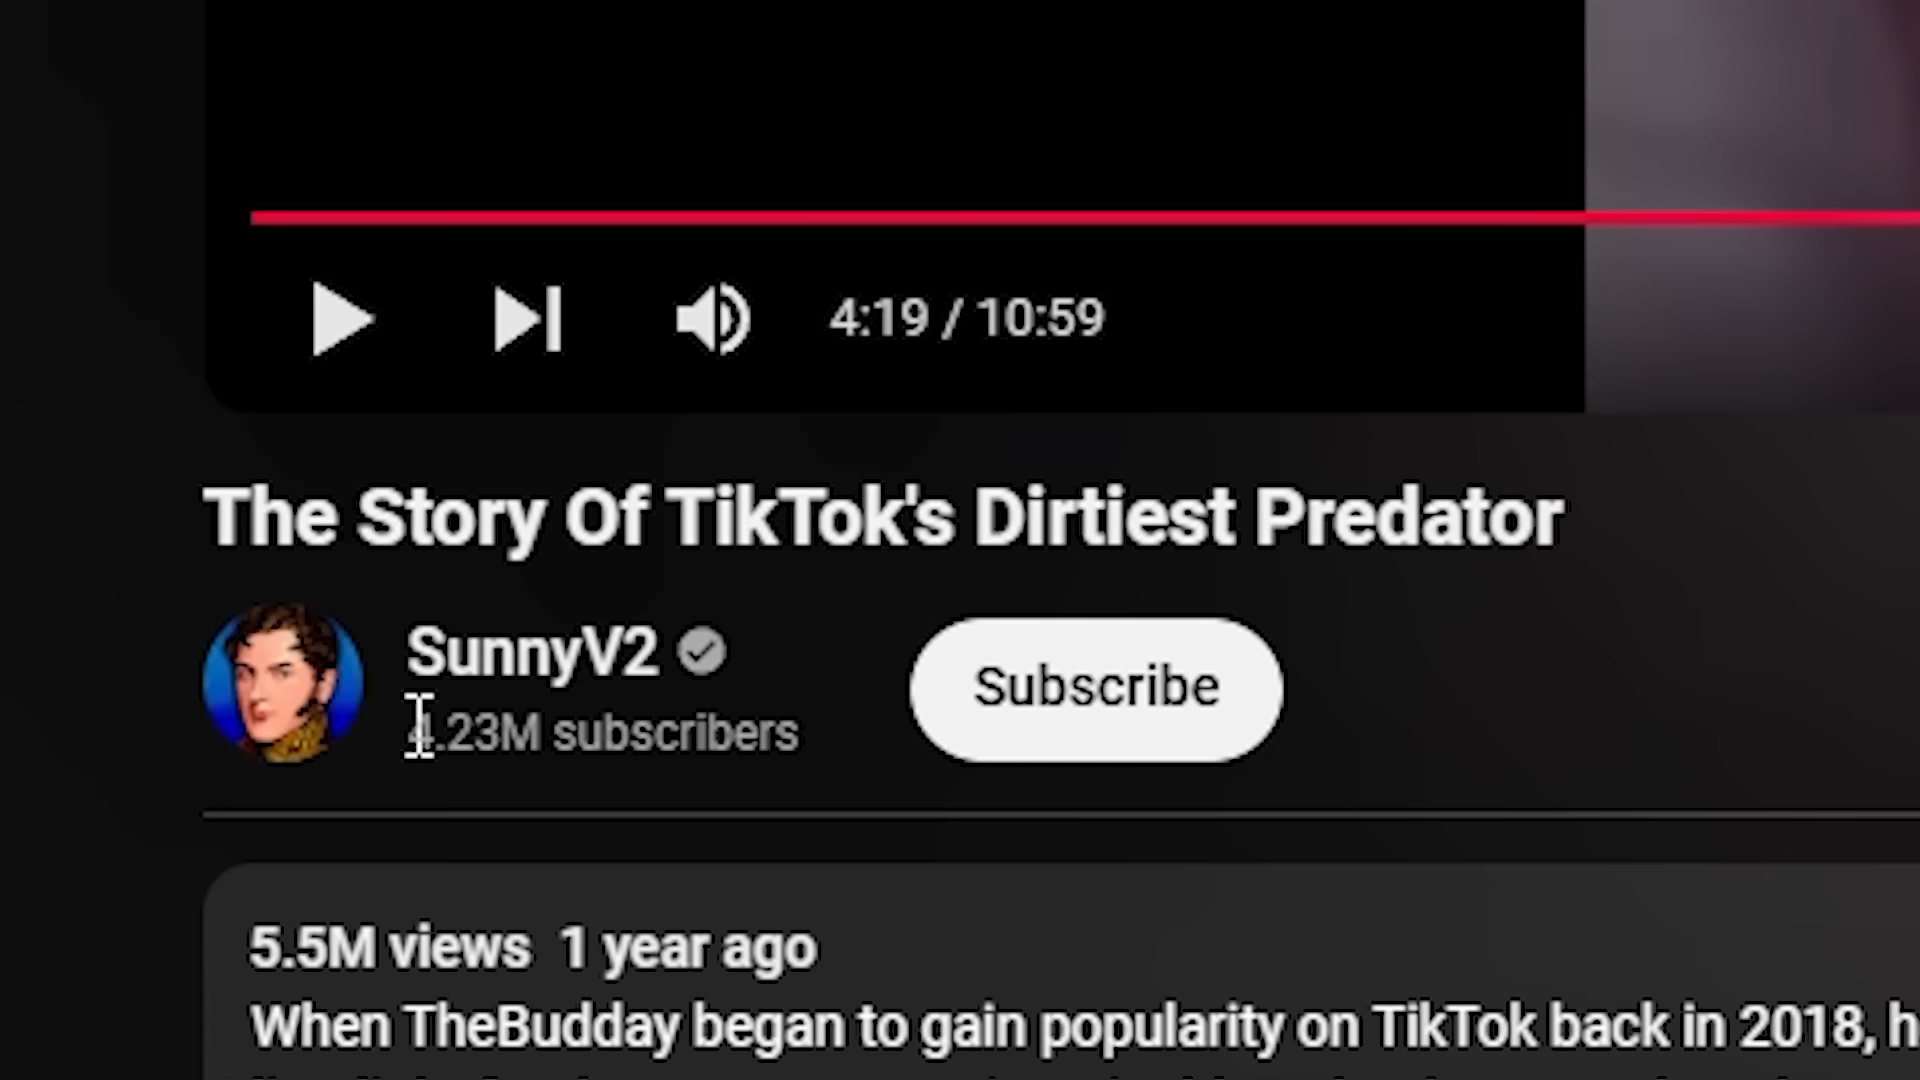 4:19 / 10:59
The Story Of TikTok's Dirtiest Predator
SunnyV2
4.23M subscribers
Subscribe
5.5M views 1 year ago
When TheBudday began to gain popularity on TikTok back in 2018, h